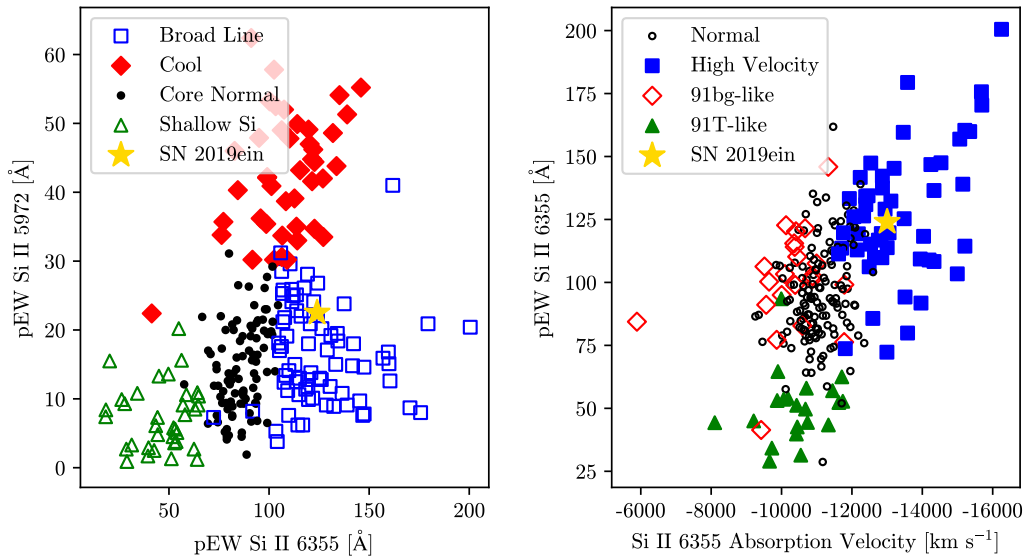 Broad Line
Cool
Core Normal
Shallow Si
SN 2019ein
60
50
40
30
20
10
0
50
100
150
200
pEW Si II 5972 [Å]
pEW Si II 6355 [Å]
Normal
High Velocity
91bg-like
91T-like
SN 2019ein
200
175
150
125
100
75
50
25
-6000
-8000
-10000
-12000
-14000
-16000
pEW Si II 6355 [Å]
Si II 6355 Absorption Velocity [km s⁻¹]